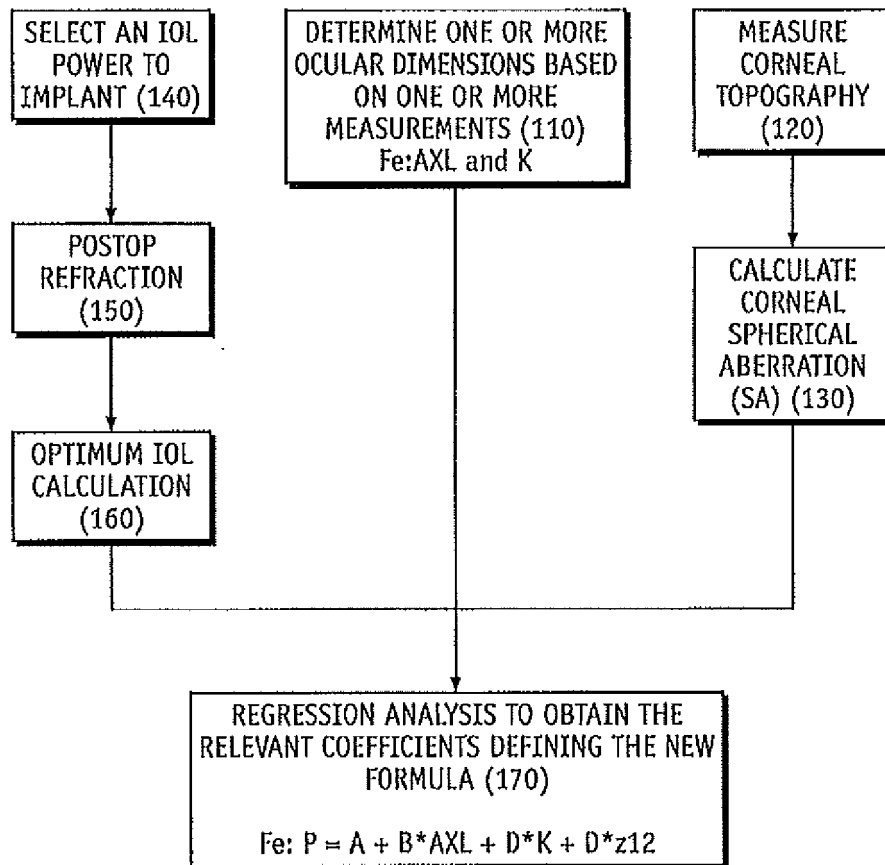 SELECT AN IOL
POWER TO
IMPLANT (140)
POSTOP
REFRACTION
(150)
OPTIMUM IOL
CALCULATION
(160)
DETERMINE ONE OR MORE
OCULAR DIMENSIONS BASED
ON ONE OR MORE
MEASUREMENTS (110)
Fe:AXL and K
MEASURE
CORNEAL
TOPOGRAPHY
(120)
CALCULATE
CORNEAL
SPHERICAL
ABERRATION
(SA) (130)
REGRESSION ANALYSIS TO OBTAIN THE
RELEVANT COEFFICIENTS DEFINING THE NEW
FORMULA (170)
Fe: P = A + B*AXL + D*K + D*z12